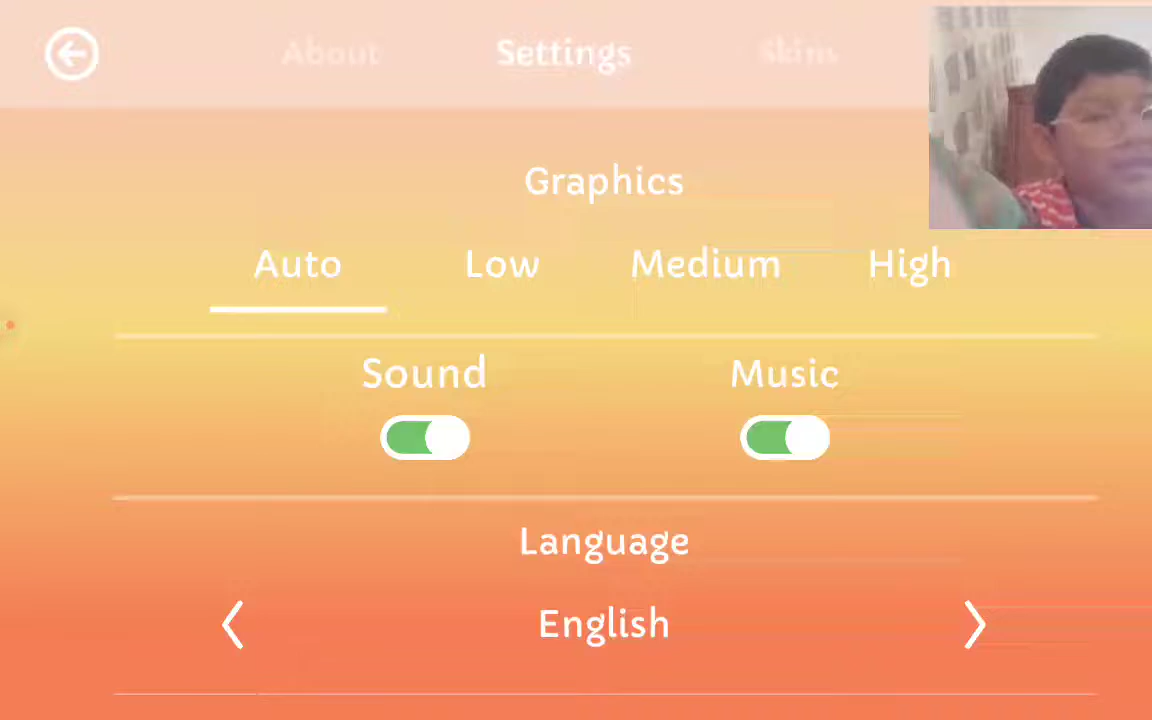 About Settings Skins
Graphics
Auto Low Medium High
Sound Music
Language
English